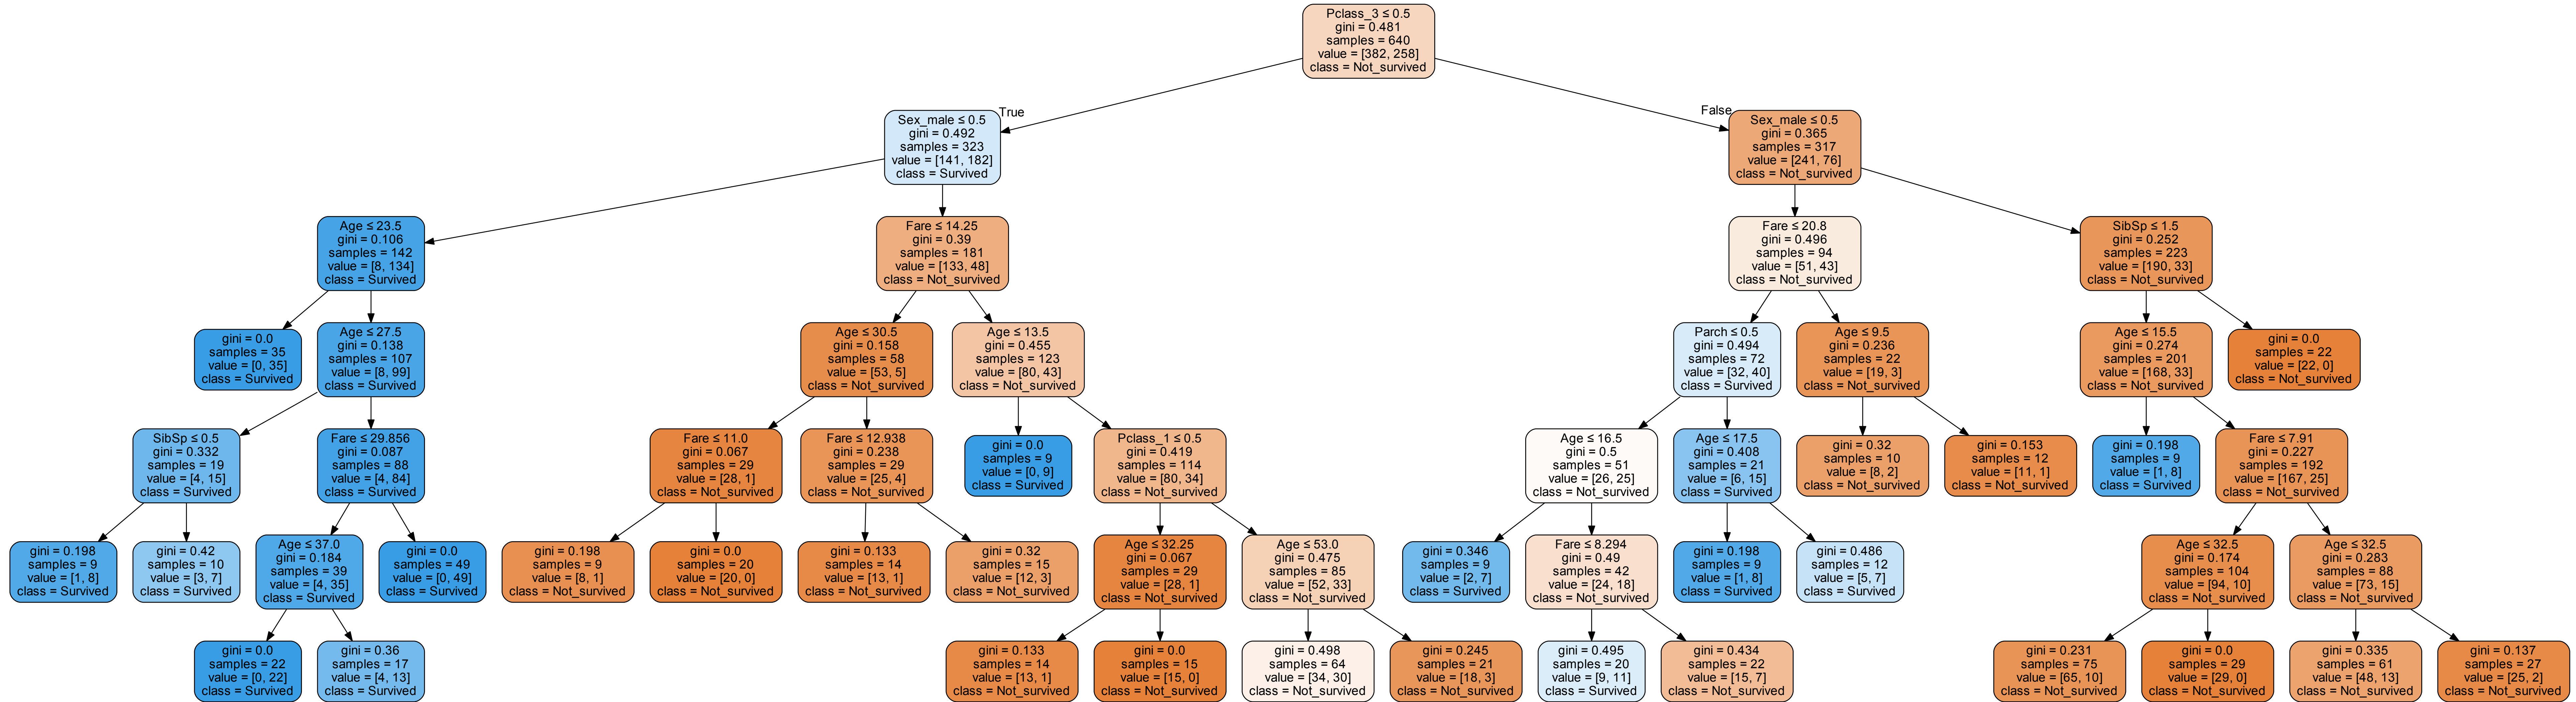 Pclass_3 ≤ 0.5
gini = 0.481
samples = 640
value = [382, 258]
class = Not_survived
True
False
Sex_male ≤ 0.5
gini = 0.492
samples = 323
value = [141, 182]
class = Survived
Sex_male ≤ 0.5
gini = 0.365
samples = 317
value = [241, 76]
class = Not_survived
Age ≤ 23.5
gini = 0.106
samples = 142
value = [8, 134]
class = Survived
Fare ≤ 14.25
gini = 0.39
samples = 181
value = [133, 48]
class = Not_survived
Fare ≤ 20.8
gini = 0.496
samples = 94
value = [51, 43]
class = Not_survived
SibSp ≤ 1.5
gini = 0.252
samples = 223
value = [190, 33]
class = Not_survived
gini = 0.0
samples = 35
value = [0, 35]
class = Survived
Age ≤ 27.5
gini = 0.138
samples = 107
value = [8, 99]
class = Survived
Age ≤ 30.5
gini = 0.158
samples = 58
value = [53, 5]
class = Not_survived
Age ≤ 13.5
gini = 0.455
samples = 123
value = [80, 43]
class = Not_survived
Parch ≤ 0.5
gini = 0.494
samples = 72
value = [32, 40]
class = Survived
Age ≤ 9.5
gini = 0.236
samples = 22
value = [19, 3]
class = Not_survived
Age ≤ 15.5
gini = 0.274
samples = 201
value = [168, 33]
class = Not_survived
gini = 0.0
samples = 22
value = [22, 0]
class = Not_survived
SibSp ≤ 0.5
gini = 0.332
samples = 19
value = [4, 15]
class = Survived
Fare ≤ 29.856
gini = 0.087
samples = 88
value = [4, 84]
class = Survived
Fare ≤ 11.0
gini = 0.067
samples = 29
value = [28, 1]
class = Not_survived
Fare ≤ 12.938
gini = 0.238
samples = 29
value = [25, 4]
class = Not_survived
gini = 0.0
samples = 9
value = [0, 9]
class = Survived
Pclass_1 ≤ 0.5
gini = 0.419
samples = 114
value = [80, 34]
class = Not_survived
Age ≤ 16.5
gini = 0.5
samples = 51
value = [26, 25]
class = Not_survived
Age ≤ 17.5
gini = 0.408
samples = 21
value = [6, 15]
class = Survived
gini = 0.32
samples = 10
value = [8, 2]
class = Not_survived
gini = 0.153
samples = 12
value = [11, 1]
class = Not_survived
gini = 0.198
samples = 9
value = [1, 8]
class = Survived
Fare ≤ 7.91
gini = 0.227
samples = 192
value = [167, 25]
class = Not_survived
gini = 0.198
samples = 9
value = [1, 8]
class = Survived
gini = 0.42
samples = 10
value = [3, 7]
class = Survived
Age ≤ 37.0
gini = 0.184
samples = 39
value = [4, 35]
class = Survived
gini = 0.0
samples = 49
value = [0, 49]
class = Survived
gini = 0.198
samples = 9
value = [8, 1]
class = Not_survived
gini = 0.0
samples = 20
value = [20, 0]
class = Not_survived
gini = 0.133
samples = 14
value = [13, 1]
class = Not_survived
gini = 0.32
samples = 15
value = [12, 3]
class = Not_survived
Age ≤ 32.25
gini = 0.067
samples = 29
value = [28, 1]
class = Not_survived
Age ≤ 53.0
gini = 0.475
samples = 85
value = [52, 33]
class = Not_survived
gini = 0.346
samples = 9
value = [2, 7]
class = Survived
Fare ≤ 8.294
gini = 0.49
samples = 42
value = [24, 18]
class = Not_survived
gini = 0.198
samples = 9
value = [1, 8]
class = Survived
gini = 0.486
samples = 12
value = [5, 7]
class = Survived
Age ≤ 32.5
gini = 0.174
samples = 104
value = [94, 10]
class = Not_survived
Age ≤ 32.5
gini = 0.283
samples = 88
value = [73, 15]
class = Not_survived
gini = 0.0
samples = 22
value = [0, 22]
class = Survived
gini = 0.36
samples = 17
value = [4, 13]
class = Survived
gini = 0.133
samples = 14
value = [13, 1]
class = Not_survived
gini = 0.0
samples = 15
value = [15, 0]
class = Not_survived
gini = 0.498
samples = 64
value = [34, 30]
class = Not_survived
gini = 0.245
samples = 21
value = [18, 3]
class = Not_survived
gini = 0.495
samples = 20
value = [9, 11]
class = Survived
gini = 0.434
samples = 22
value = [15, 7]
class = Not_survived
gini = 0.231
samples = 75
value = [65, 10]
class = Not_survived
gini = 0.0
samples = 29
value = [29, 0]
class = Not_survived
gini = 0.335
samples = 61
value = [48, 13]
class = Not_survived
gini = 0.137
samples = 27
value = [25, 2]
class = Not_survived